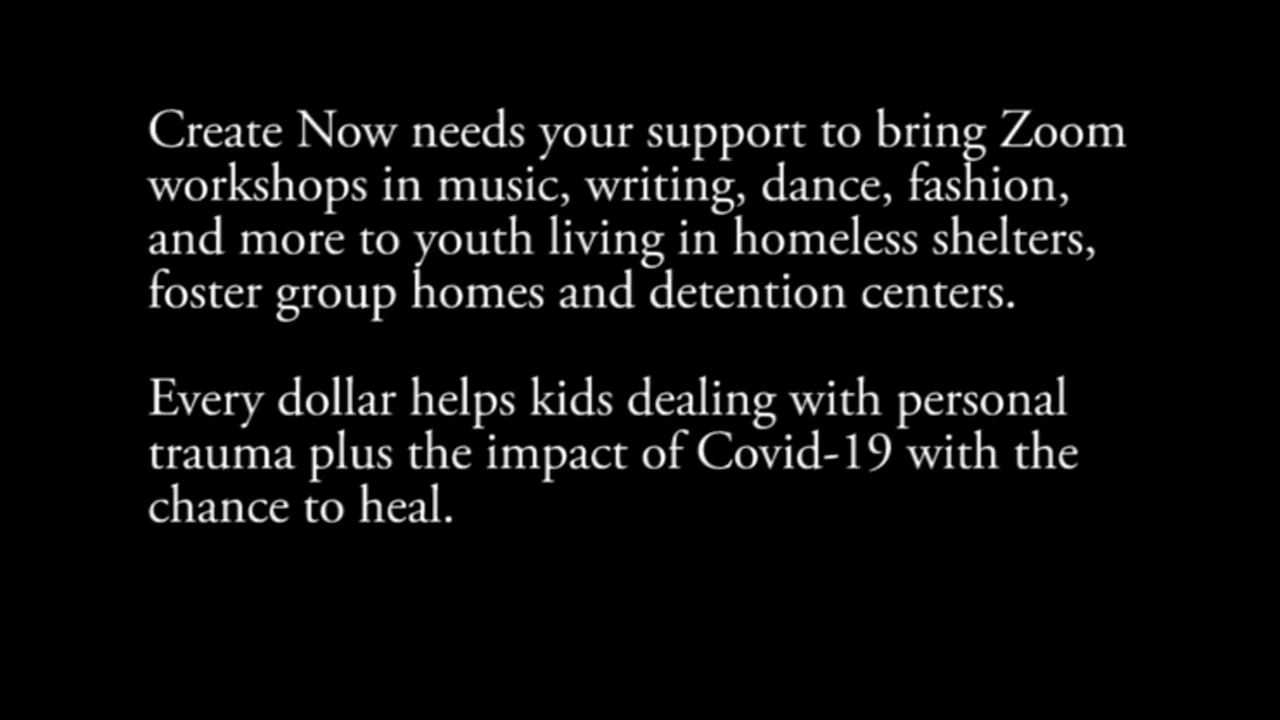 Create Now needs your support to bring Zoom
workshops in music, writing, dance, fashion,
and more to youth living in homeless shelters,
foster group homes and detention centers.
Every dollar helps kids dealing with personal
trauma plus the impact of Covid-19 with the
chance to heal.